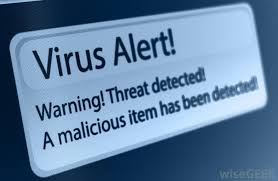 Virus Alert!
Warning! Threat detected!
A malicious item has been detected!
wiseGEEK